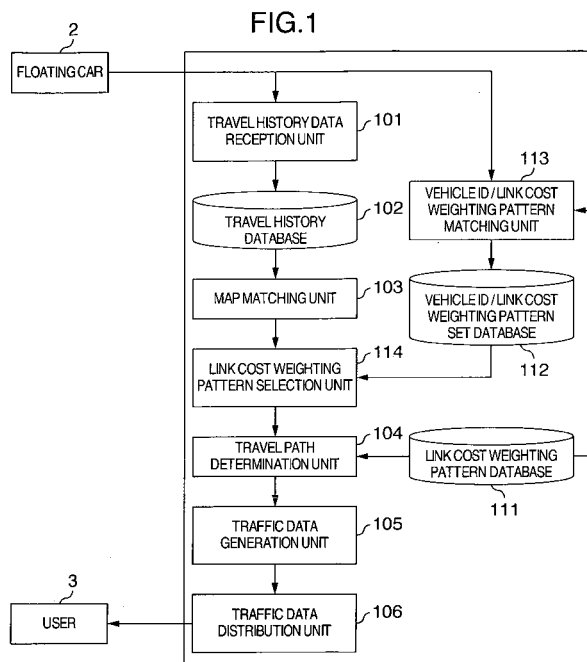 FIG.1
2
FLOATING CAR
TRAVEL HISTORY DATA
RECEPTION UNIT
101
TRAVEL HISTORY
DATABASE
102
MAP MATCHING UNIT
103
LINK COST WEIGHTING
PATTERN SELECTION UNIT
114
TRAVEL PATH
DETERMINATION UNIT
104
TRAFFIC DATA
GENERATION UNIT
105
TRAFFIC DATA
DISTRIBUTION UNIT
106
3
USER
113
VEHICLE ID / LINK COST
WEIGHTING PATTERN
MATCHING UNIT
VEHICLE ID / LINK COST
WEIGHTING PATTERN
SET DATABASE
112
LINK COST WEIGHTING
PATTERN DATABASE
111